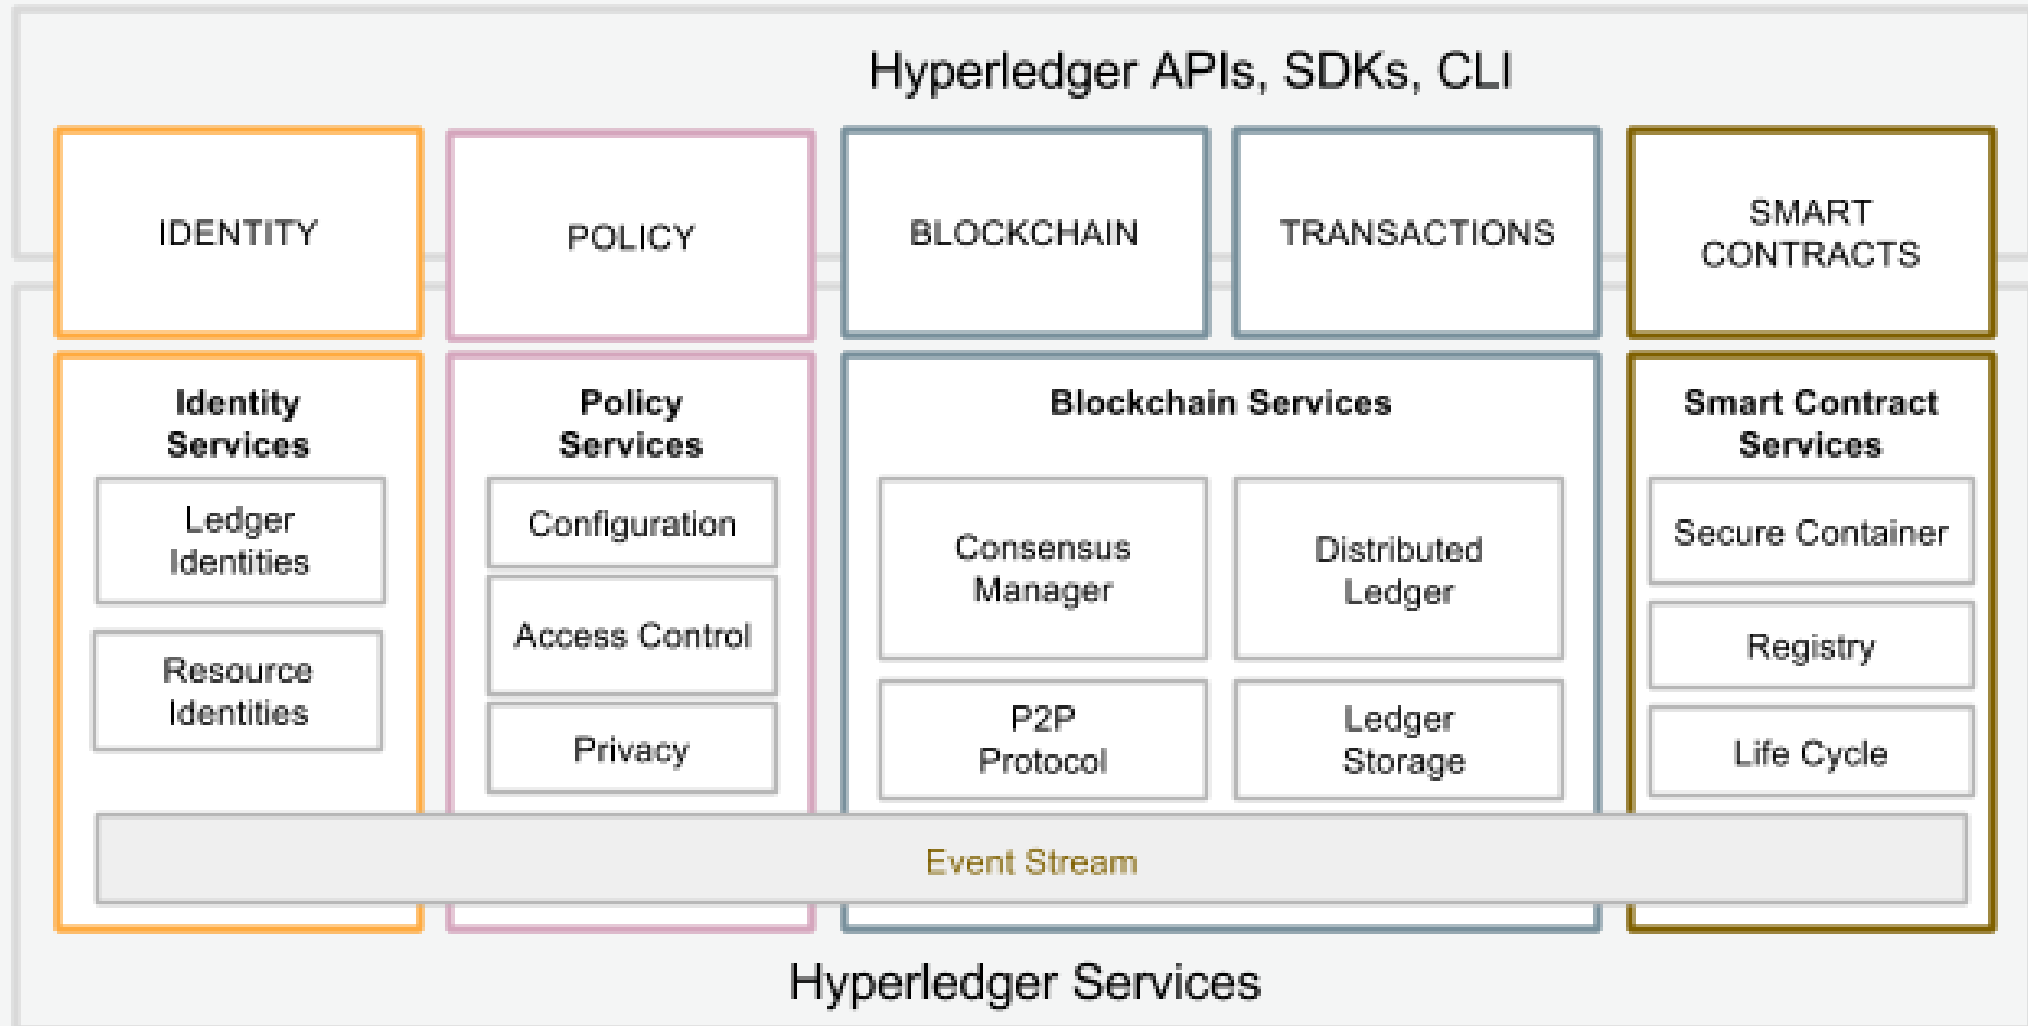 Hyperledger APIs, SDKs, CLI
IDENTITY
POLICY
BLOCKCHAIN
TRANSACTIONS
SMART
CONTRACTS
Identity
Services
Ledger
Identities
Resource
Identities
Policy
Services
Configuration
Access Control
Privacy
Blockchain Services
Consensus
Manager
Distributed
Ledger
P2P
Protocol
Ledger
Storage
Smart Contract
Services
Secure Container
Registry
Life Cycle
Event Stream
Hyperledger Services